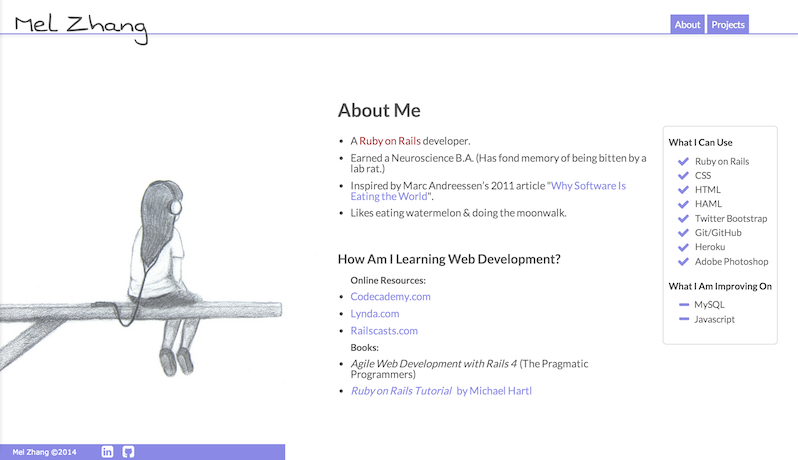 Mel Zhang
About
Projects
About Me
A Ruby on Rails developer.
Earned a Neuroscience B.A. (Has fond memory of being bitten by a
lab rat.)
Inspired by Marc Andreessen's 2011 article "Why Software Is
Eating the World".
Likes eating watermelon & doing the moonwalk.
How Am I Learning Web Development?
Online Resources:
Codecademy.com
Lynda.com
Railscasts.com
Books:
Agile Web Development with Rails 4 (The Pragmatic
Programmers)
Ruby on Rails Tutorial by Michael Hartl
What I Can Use
Ruby on Rails
CSS
HTML
HAML
Twitter Bootstrap
Git/GitHub
Heroku
Adobe Photoshop
What I Am Improving On
MySQL
Javascript
Mel Zhang ©2014
in